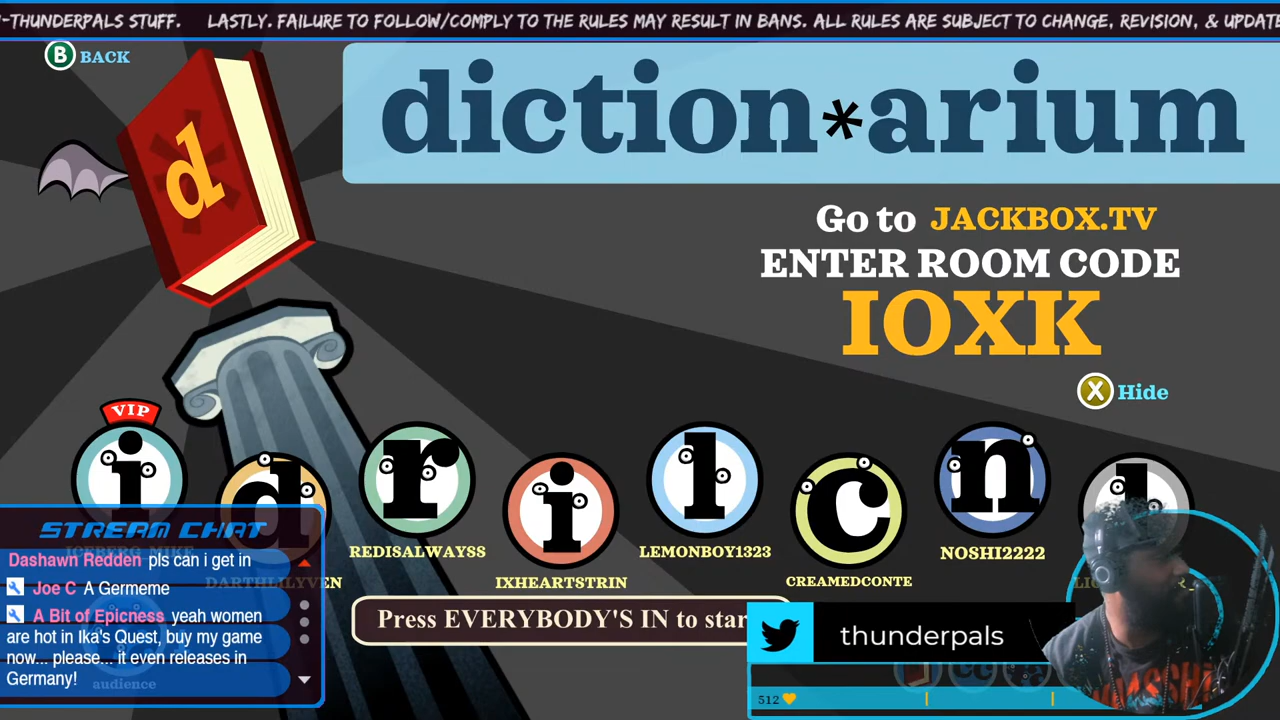 -THUNDERPALS STUFF. LASTLY. FAILURE TO FOLLOW/COMPLY TO THE RULES MAY RESULT IN BANS. ALL RULES ARE SUBJECT TO CHANGE, REVISION, & UPDATE
B BACK
d
diction*arium
Go to JACKBOX.TV
ENTER ROOM CODE
IOXK
X Hide
VIP
i d r i l c n l
REDISALWAYSS LEMONBOY1323 NOSHI2222
DARTHLILYVEN IXHEARTSTRIN CREAMEDCONTE
Press EVERYBODY'S IN to star
STREAM CHAT
Dashawn Redden pls can i get in
Joe C A Germeme
A Bit of Epicness yeah women
are hot in Ika's Quest, buy my game
now... please... it even releases in
Germany!
audience
thunderpals
512